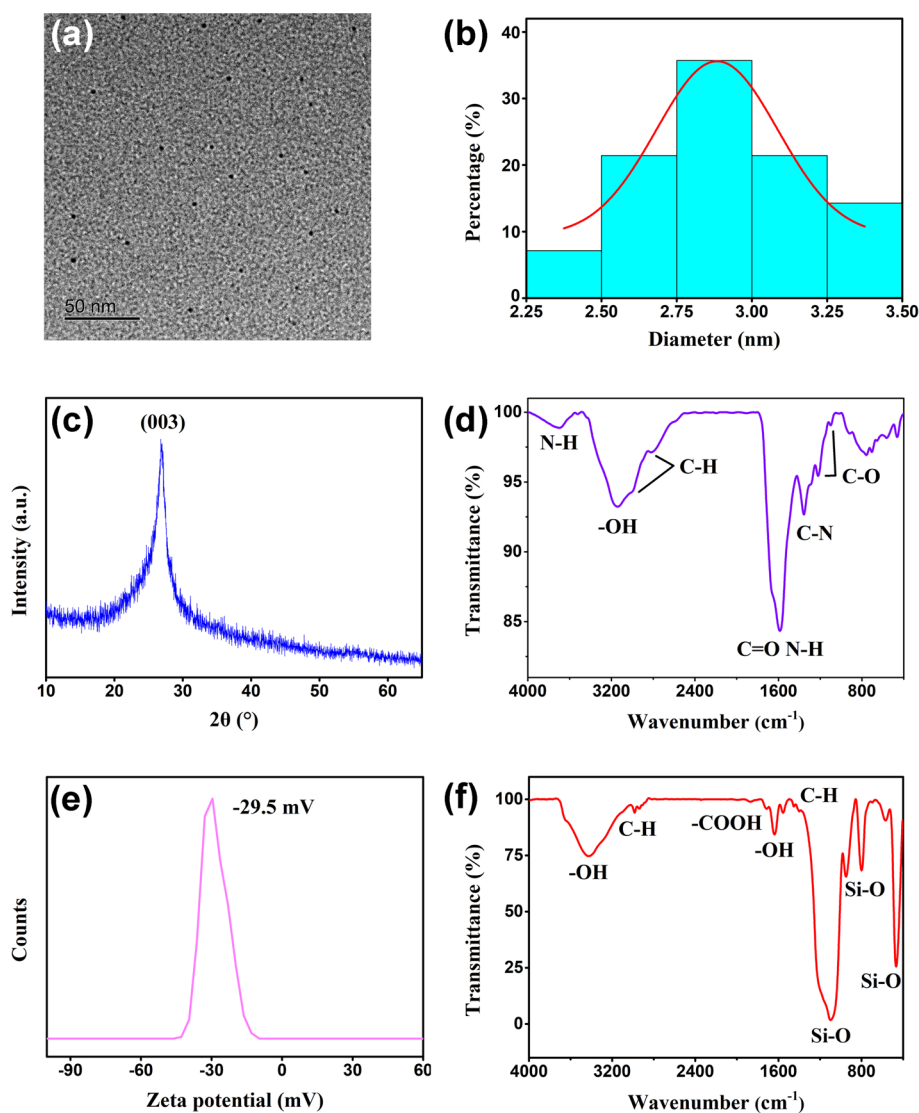 (a)
50 nm
(b)
40
30
20
10
0
Percentage (%)
2.25 2.50 2.75 3.00 3.25 3.50
Diameter (nm)
(c)
(003)
Intensity (a.u.)
10 20 30 40 50 60
2θ (°)
(d)
100
95
90
85
Transmittance (%)
N-H
-OH
C-H
C-O
C-N
C=O N-H
4000 3200 2400 1600 800
Wavenumber (cm⁻¹)
(e)
-29.5 mV
Counts
-90 -60 -30 0 30 60
Zeta potential (mV)
(f)
100
75
50
25
0
Transmittance (%)
C-H
C-H
-COOH
-OH
-OH
Si-O
Si-O
Si-O
4000 3200 2400 1600 800
Wavenumber (cm⁻¹)